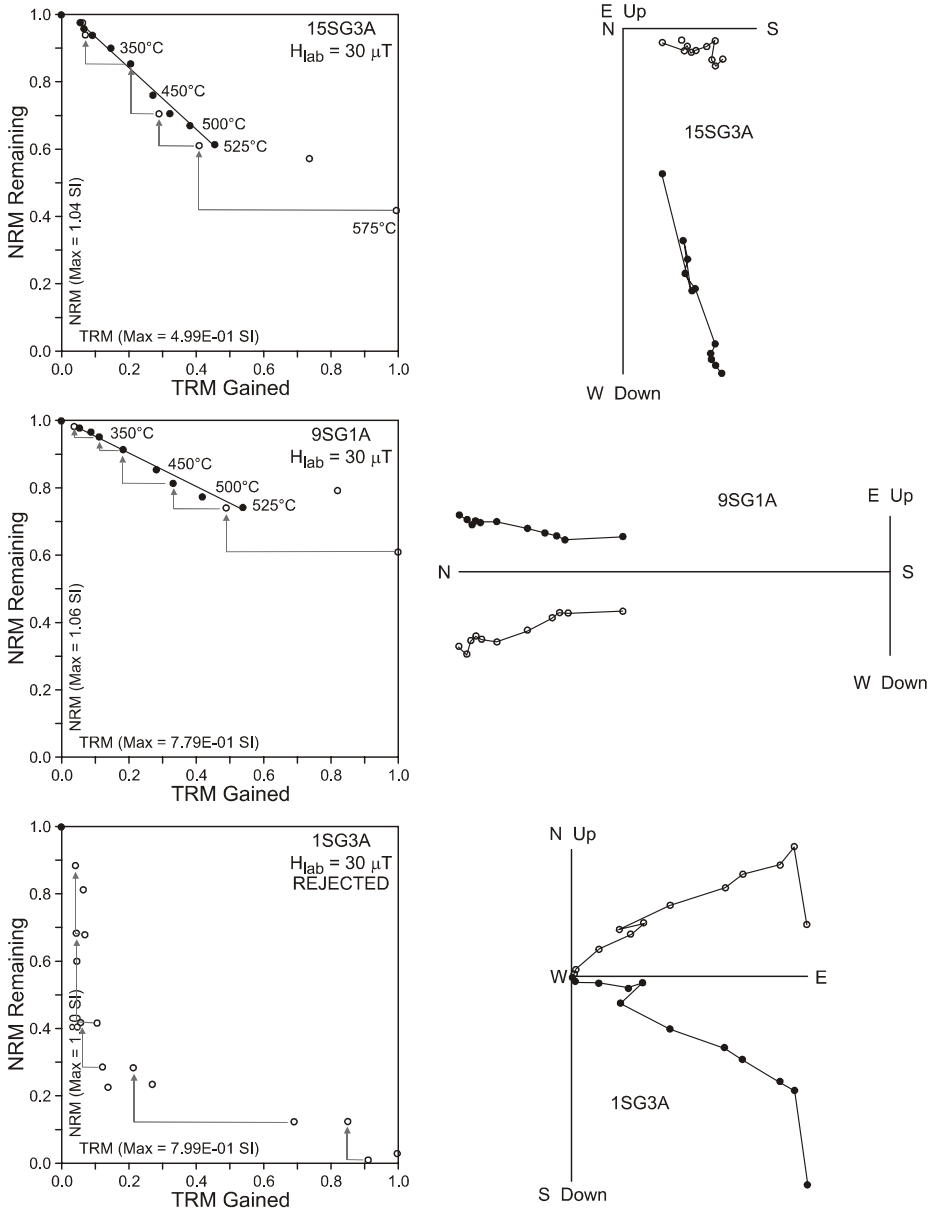 1.0
0.8
0.6
0.4
0.2
0.0
NRM Remaining
NRM (Max = 1.04 SI)
15SG3A
Hlab = 30 μT
350°C
450°C
500°C
525°C
575°C
TRM (Max = 4.99E-01 SI)
0.0 0.2 0.4 0.6 0.8 1.0
TRM Gained
E Up
N S
15SG3A
W Down
1.0
0.8
0.6
0.4
0.2
0.0
NRM Remaining
NRM (Max = 1.06 SI)
9SG1A
Hlab = 30 μT
350°C
450°C
500°C
525°C
TRM (Max = 7.79E-01 SI)
0.0 0.2 0.4 0.6 0.8 1.0
TRM Gained
9SG1A
E Up
N S
W Down
1.0
0.8
0.6
0.4
0.2
0.0
NRM Remaining
1SG3A
Hlab = 30 μT
REJECTED
NRM (Max = 1.80 SI)
TRM (Max = 7.99E-01 SI)
0.0 0.2 0.4 0.6 0.8 1.0
TRM Gained
N Up
W E
1SG3A
S Down